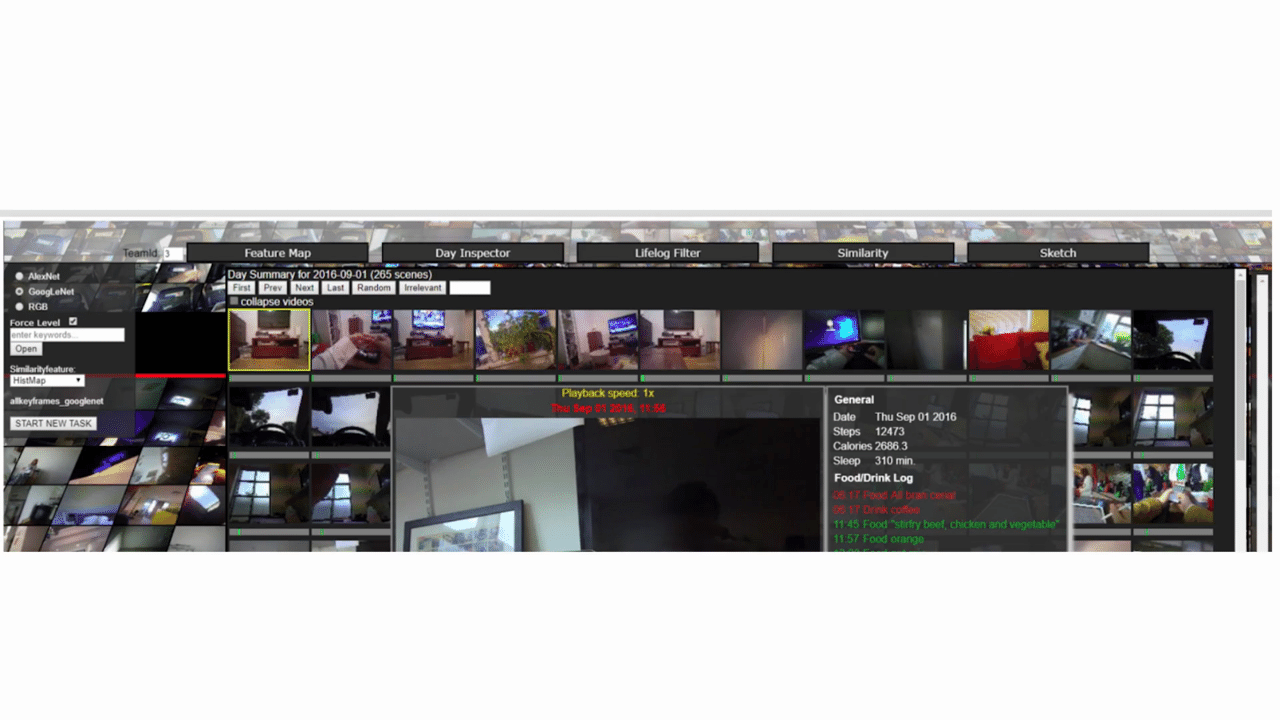 TeamId: 3
Feature Map
Day Inspector
Lifelog Filter
Similarity
Sketch
AlexNet
GoogLeNet
RGB
Force Level
enter keywords...
Open
Similarityfeature:
HistMap
allkeyframes_googlenet
START NEW TASK
Day Summary for 2016-09-01 (265 scenes)
First Prev Next Last Random Irrelevant
collapse videos
Playback speed: 1x
Thu Sep 01 2016, 11:56
General
Date Thu Sep 01 2016
Steps 12473
Calories 2686.3
Sleep 310 min.
Food/Drink Log
06:17 Food All bran cereal
06:17 Drink coffee
11:45 Food "stirfry beef, chicken and vegetable"
11:57 Food orange